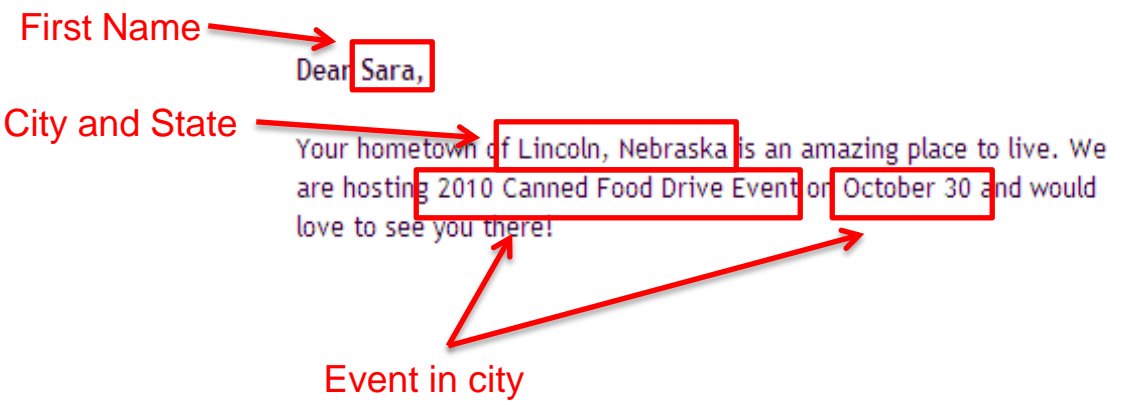 First Name
Dear Sara,
City and State
Your hometown of Lincoln, Nebraska is an amazing place to live. We
are hosting 2010 Canned Food Drive Event on October 30 and would
love to see you there!
Event in city